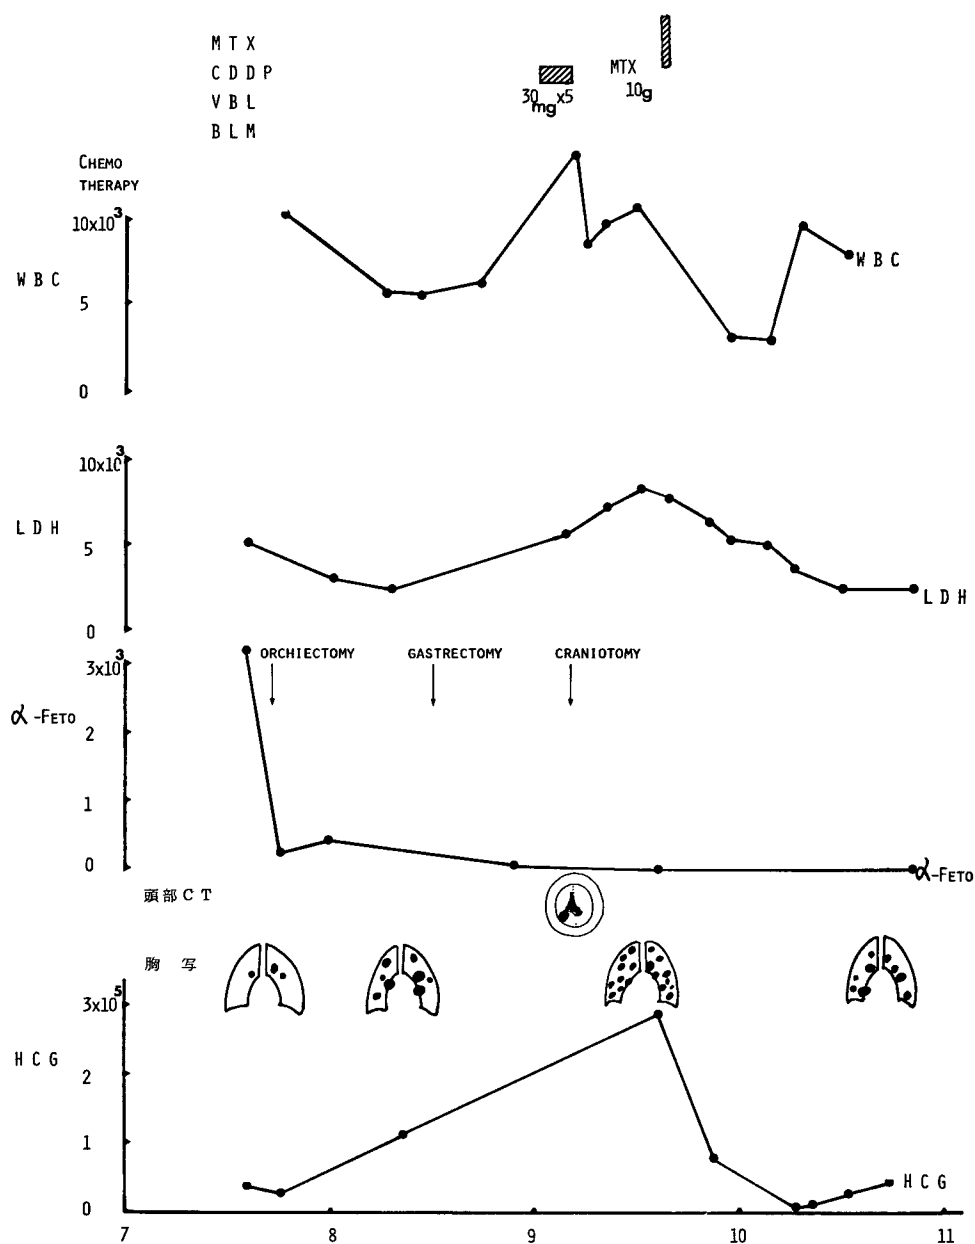 MTX
CDDP
VBL
BLM
30mg x5
MTX
10g
CHEMO
THERAPY
10x10³
WBC
5
0
WBC
10x10³
LDH
5
0
LDH
3x10³
ORCHIECTOMY GASTRECTOMY CRANIOTOMY
α-FETO
2
1
0
α-FETO
頭部CT
胸 写
3x10⁵
HCG
2
1
0
HCG
7 8 9 10 11